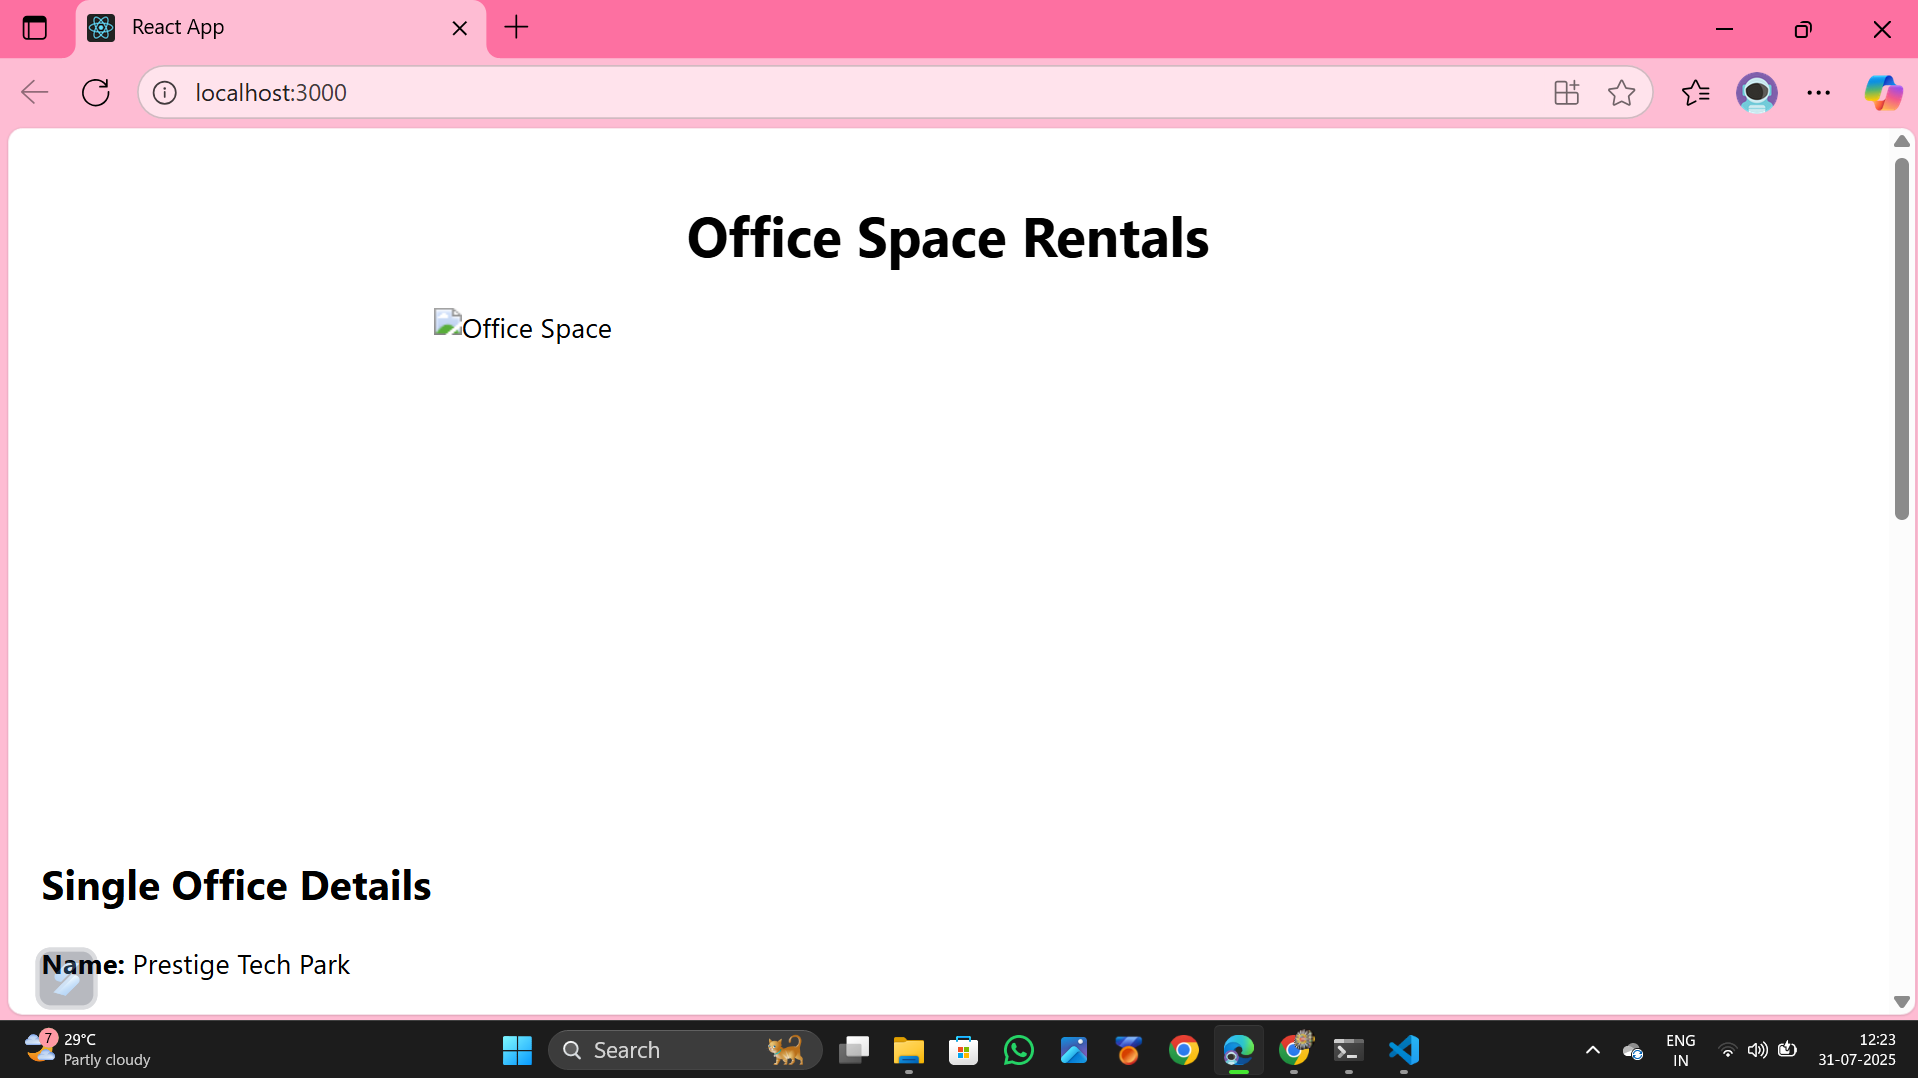 React App
localhost:3000
Office Space Rentals
Office Space
Single Office Details
Name: Prestige Tech Park
7
29°C
Partly cloudy
Search
ENG
IN
12:23
31-07-2025